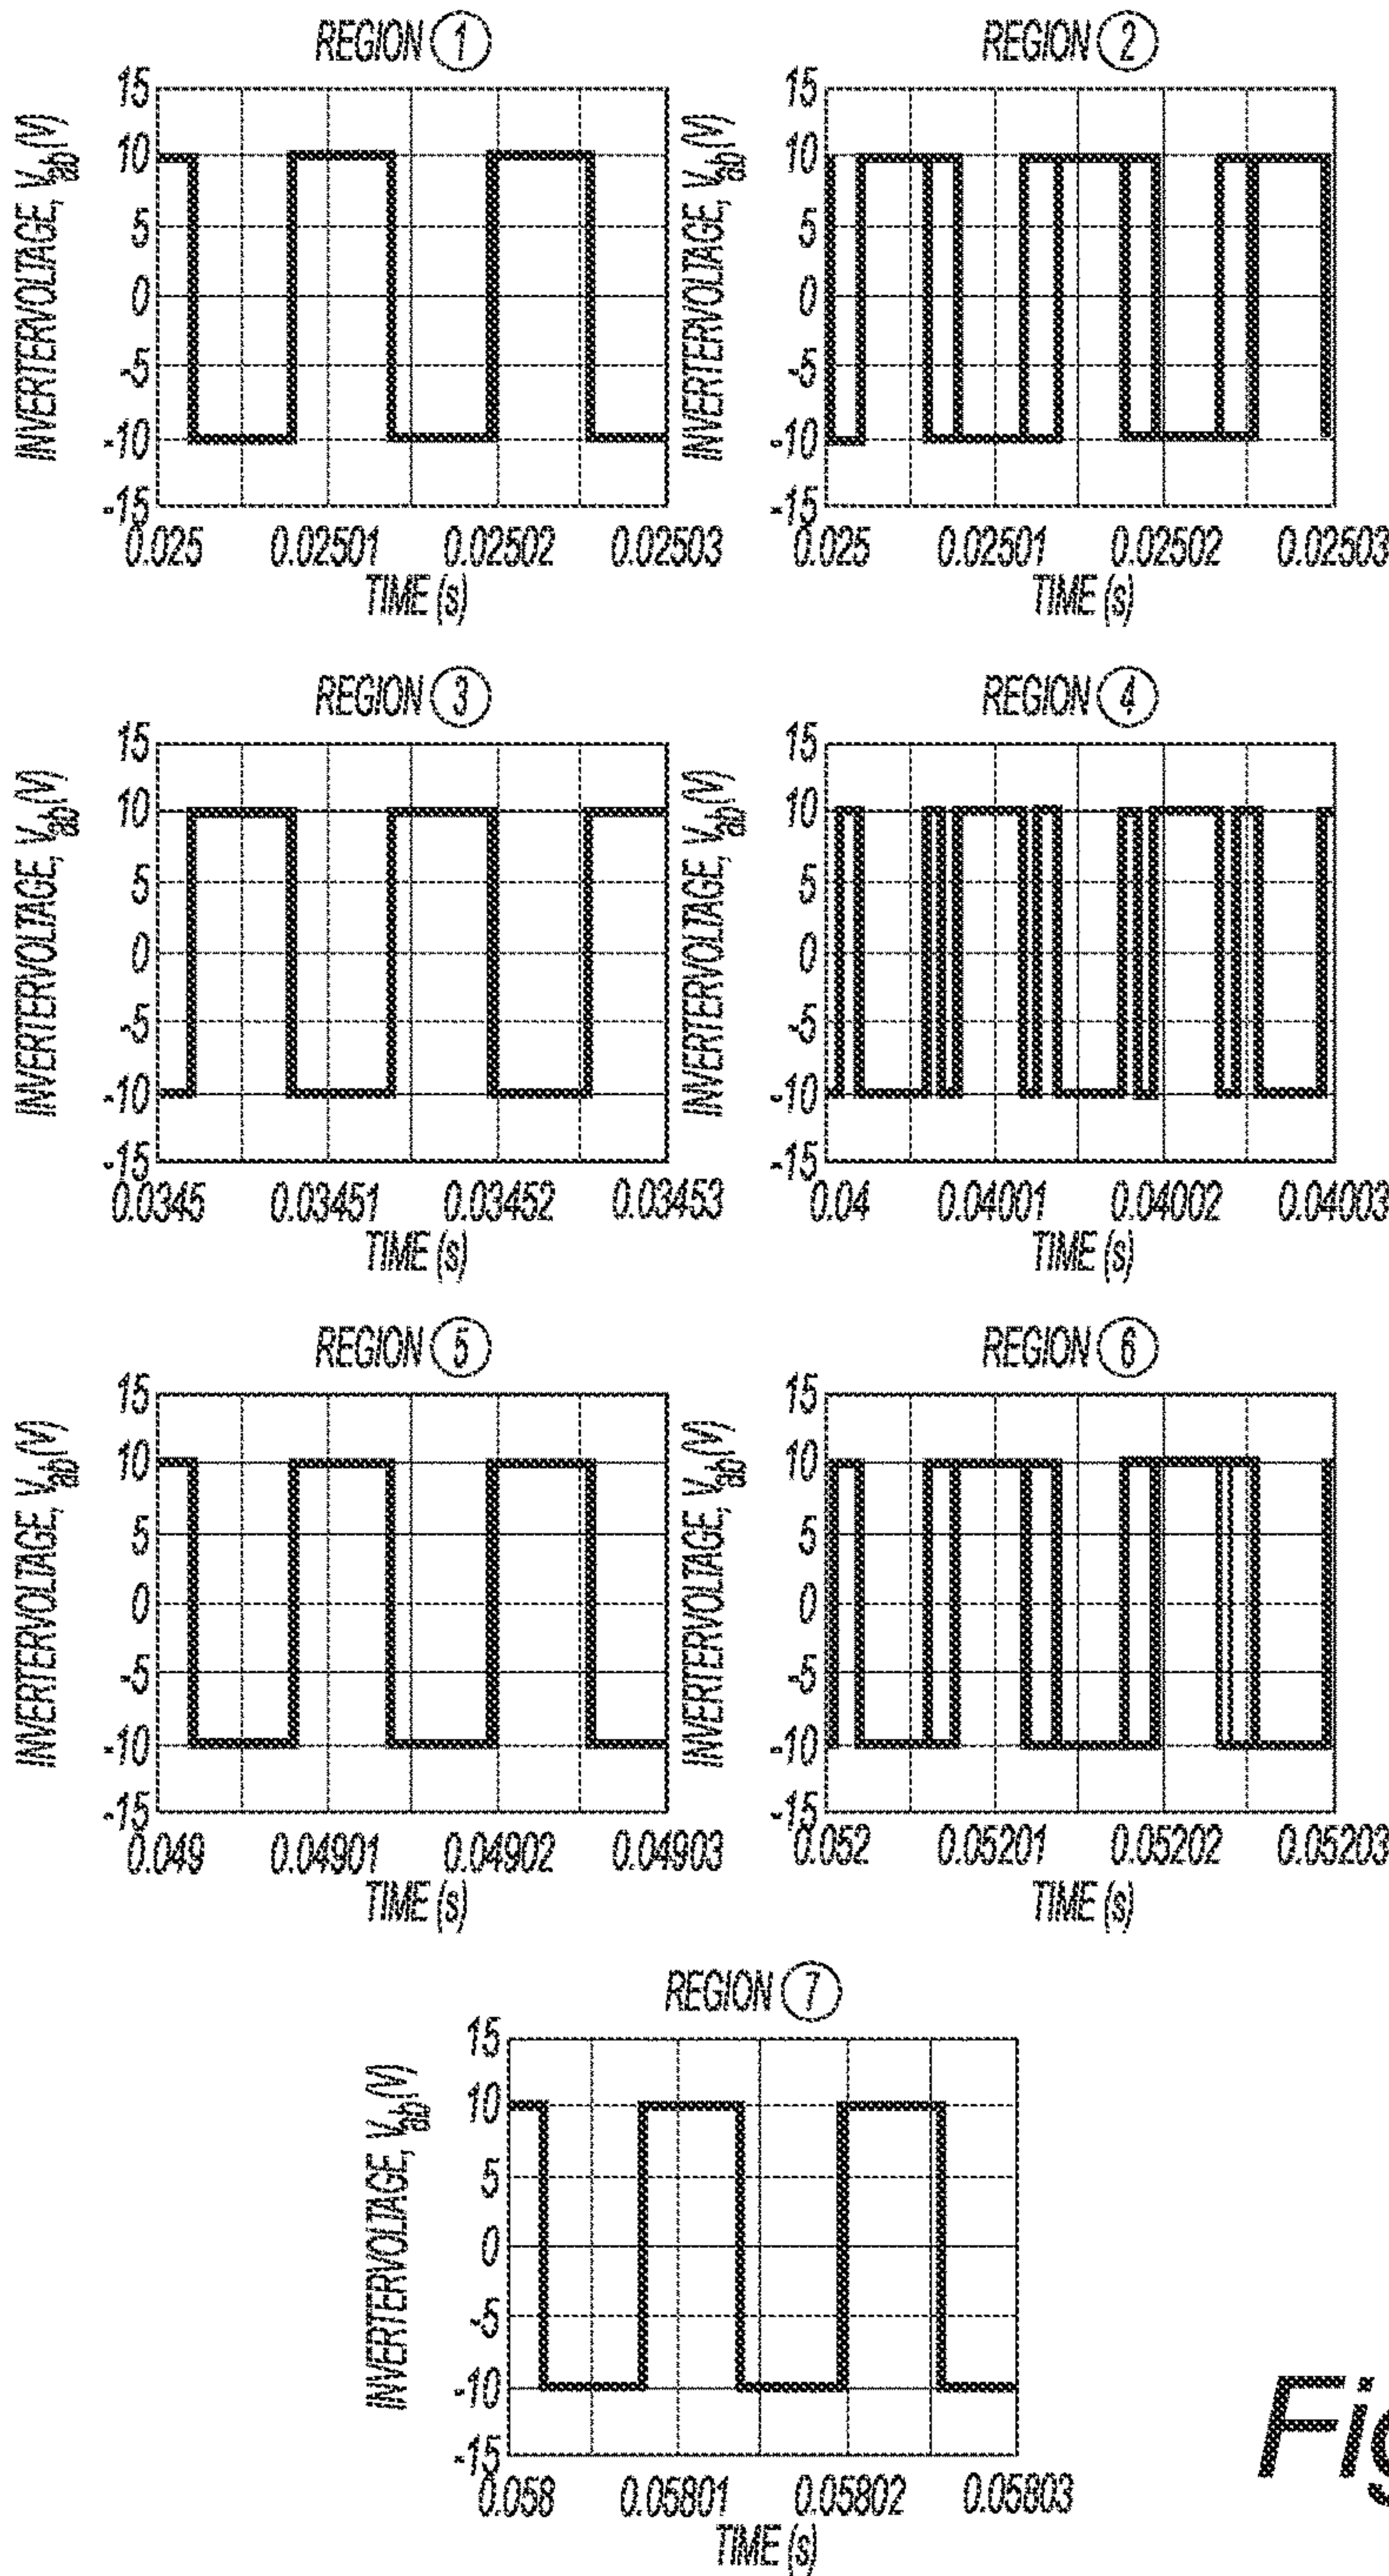 REGION 1
INVERTERVOLTAGE, Vab (V)
15
10
5
0
-5
-10
-15
0.025 0.02501 0.02502 0.02503
TIME (s)
REGION 2
INVERTERVOLTAGE, Vab (V)
15
10
5
0
-5
-10
-15
0.025 0.02501 0.02502 0.02503
TIME (s)
REGION 3
INVERTERVOLTAGE, Vab (V)
15
10
5
0
-5
-10
-15
0.0345 0.03451 0.03452 0.03453
TIME (s)
REGION 4
INVERTERVOLTAGE, Vab (V)
15
10
5
0
-5
-10
-15
0.04 0.04001 0.04002 0.04003
TIME (s)
REGION 5
INVERTERVOLTAGE, Vab (V)
15
10
5
0
-5
-10
-15
0.049 0.04901 0.04902 0.04903
TIME (s)
REGION 6
INVERTERVOLTAGE, Vab (V)
15
10
5
0
-5
-10
-15
0.052 0.05201 0.05202 0.05203
TIME (s)
REGION 7
INVERTERVOLTAGE, Vab (V)
15
10
5
0
-5
-10
-15
0.058 0.05801 0.05802 0.05803
TIME (s)